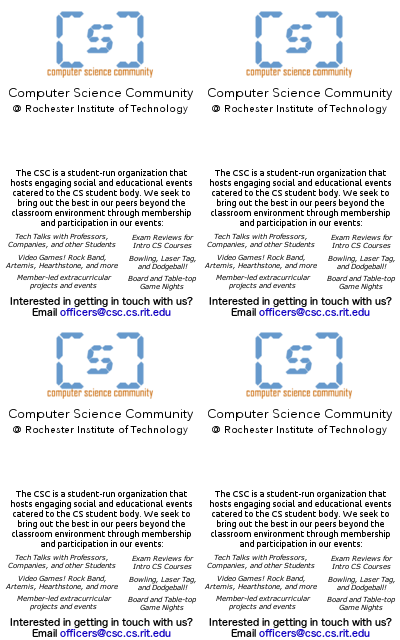 CS
computer science community
Computer Science Community
@ Rochester Institute of Technology
The CSC is a student-run organization that
hosts engaging social and educational events
catered to the CS student body. We seek to
bring out the best in our peers beyond the
classroom environment through membership
and participation in our events:
Tech Talks with Professors,
Companies, and other Students
Exam Reviews for
Intro CS Courses
Video Games! Rock Band,
Artemis, Hearthstone, and more
Bowling, Laser Tag,
and Dodgeball!
Member-led extracurricular
projects and events
Board and Table-top
Game Nights
Interested in getting in touch with us?
Email officers@csc.cs.rit.edu
CS
computer science community
Computer Science Community
@ Rochester Institute of Technology
The CSC is a student-run organization that
hosts engaging social and educational events
catered to the CS student body. We seek to
bring out the best in our peers beyond the
classroom environment through membership
and participation in our events:
Tech Talks with Professors,
Companies, and other Students
Exam Reviews for
Intro CS Courses
Video Games! Rock Band,
Artemis, Hearthstone, and more
Bowling, Laser Tag,
and Dodgeball!
Member-led extracurricular
projects and events
Board and Table-top
Game Nights
Interested in getting in touch with us?
Email officers@csc.cs.rit.edu
CS
computer science community
Computer Science Community
@ Rochester Institute of Technology
The CSC is a student-run organization that
hosts engaging social and educational events
catered to the CS student body. We seek to
bring out the best in our peers beyond the
classroom environment through membership
and participation in our events:
Tech Talks with Professors,
Companies, and other Students
Exam Reviews for
Intro CS Courses
Video Games! Rock Band,
Artemis, Hearthstone, and more
Bowling, Laser Tag,
and Dodgeball!
Member-led extracurricular
projects and events
Board and Table-top
Game Nights
Interested in getting in touch with us?
Email officers@csc.cs.rit.edu
CS
computer science community
Computer Science Community
@ Rochester Institute of Technology
The CSC is a student-run organization that
hosts engaging social and educational events
catered to the CS student body. We seek to
bring out the best in our peers beyond the
classroom environment through membership
and participation in our events:
Tech Talks with Professors,
Companies, and other Students
Exam Reviews for
Intro CS Courses
Video Games! Rock Band,
Artemis, Hearthstone, and more
Bowling, Laser Tag,
and Dodgeball!
Member-led extracurricular
projects and events
Board and Table-top
Game Nights
Interested in getting in touch with us?
Email officers@csc.cs.rit.edu